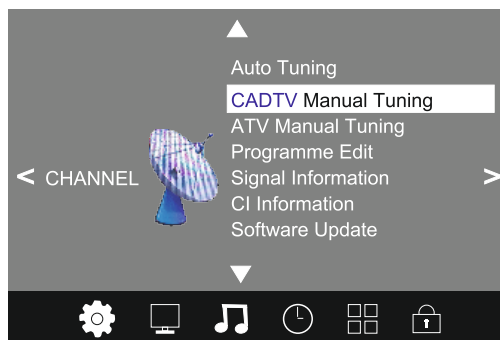 Auto Tuning
CADTV Manual Tuning
ATV Manual Tuning
Programme Edit
< CHANNEL Signal Information >
CI Information
Software Update